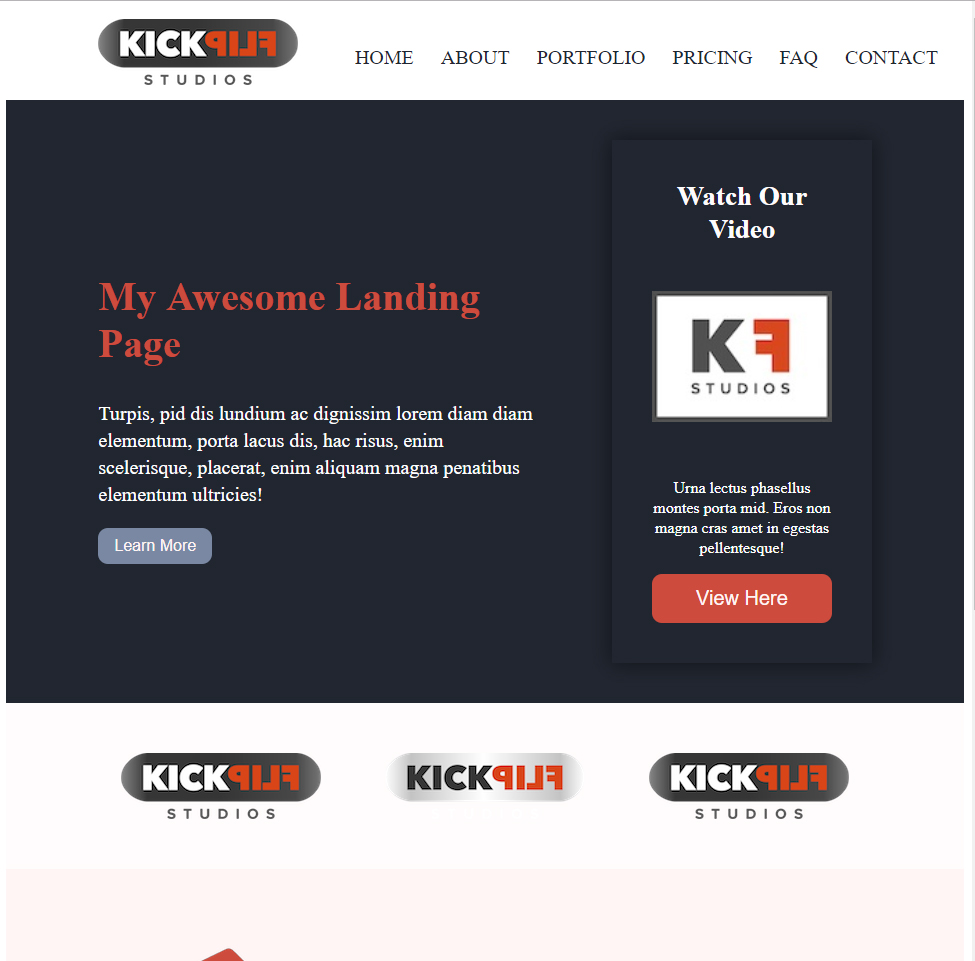 KICKFLIP
STUDIOS
HOME ABOUT PORTFOLIO PRICING FAQ CONTACT
My Awesome Landing
Page
Turpis, pid dis lundium ac dignissim lorem diam diam
elementum, porta lacus dis, hac risus, enim
scelerisque, placerat, enim aliquam magna penatibus
elementum ultricies!
Learn More
Watch Our
Video
KF
STUDIOS
Urna lectus phasellus
montes porta mid. Eros non
magna cras amet in egestas
pellentesque!
View Here
KICKFLIP
STUDIOS
KICKFLIP
STUDIOS
KICKFLIP
STUDIOS